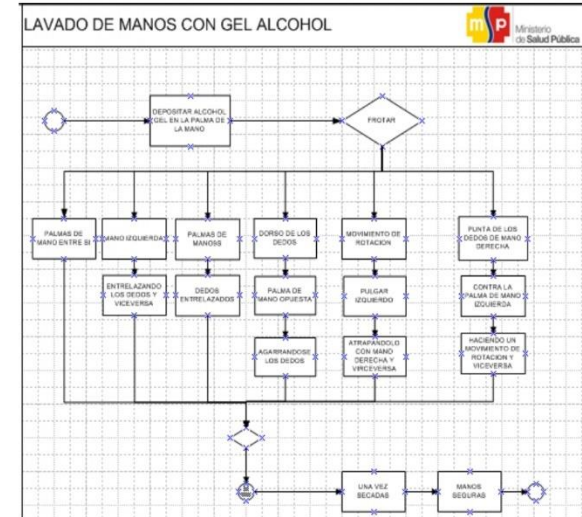 LAVADO DE MANOS CON GEL ALCOHOL
msp
Ministerio
de Salud Pública
DEPOSITAR ALCOHOL
GEL EN LA PALMA DE
LA MANO
FROTAR
PALMAS DE
MANO ENTRE SI
MANO IZQUIERDA
PALMAS DE
MANOSS
DORSO DE LOS
DEDOS
MOVIMIENTO DE
ROTACION
PUNTA DE LOS
DEDOS DE MANO
DERECHA
ENTRELAZANDO
LOS DEDOS Y
VICEVERSA
DEDOS
ENTRELAZADOS
PALMA DE
MANO OPUESTA
PULGAR
IZQUIERDO
CONTRA LA
PALMA DE MANO
IZQUIERDA
AGARRANDOSE
LOS DEDOS
ATRAPANDOLO
CON MANO
DERECHA Y
VIRCEVERSA
HACIENDO UN
MOVIMIENTO DE
ROTACION Y
VICEVERSA
UNA VEZ
SECADAS
MANOS
SEGURAS